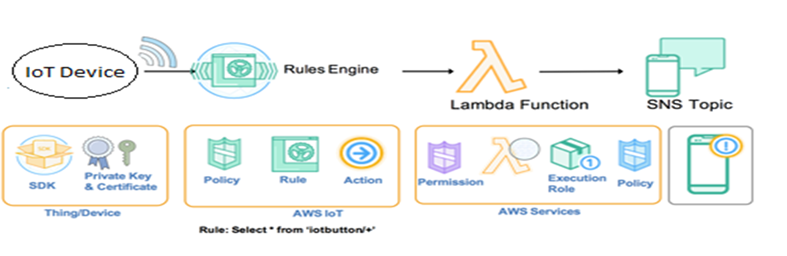 IoT Device
Rules Engine
Lambda Function
SNS Topic
SDK
Private Key
& Certificate
Policy
Rule
Action
Permission
Execution
Role
Policy
Thing/Device
AWS IoT
AWS Services
Rule: Select * from 'iotbutton/+'